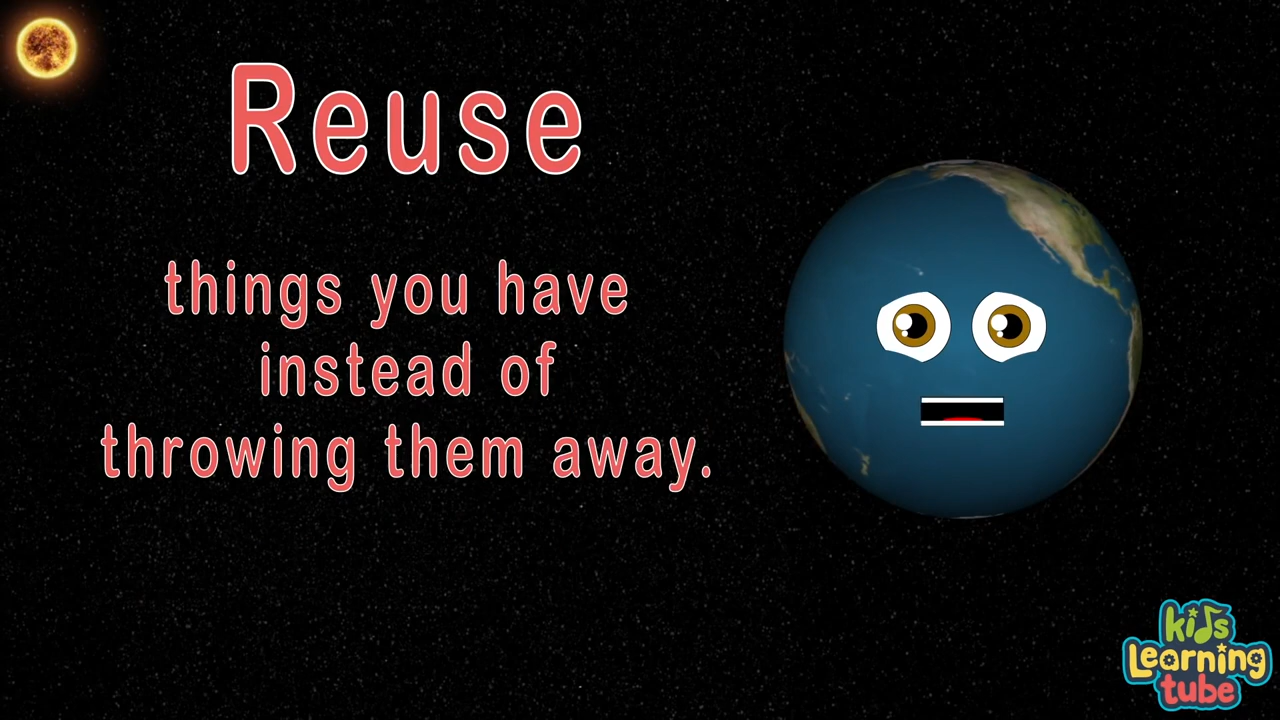 Reuse
things you have
instead of
throwing them away.
kids
Learning
tube